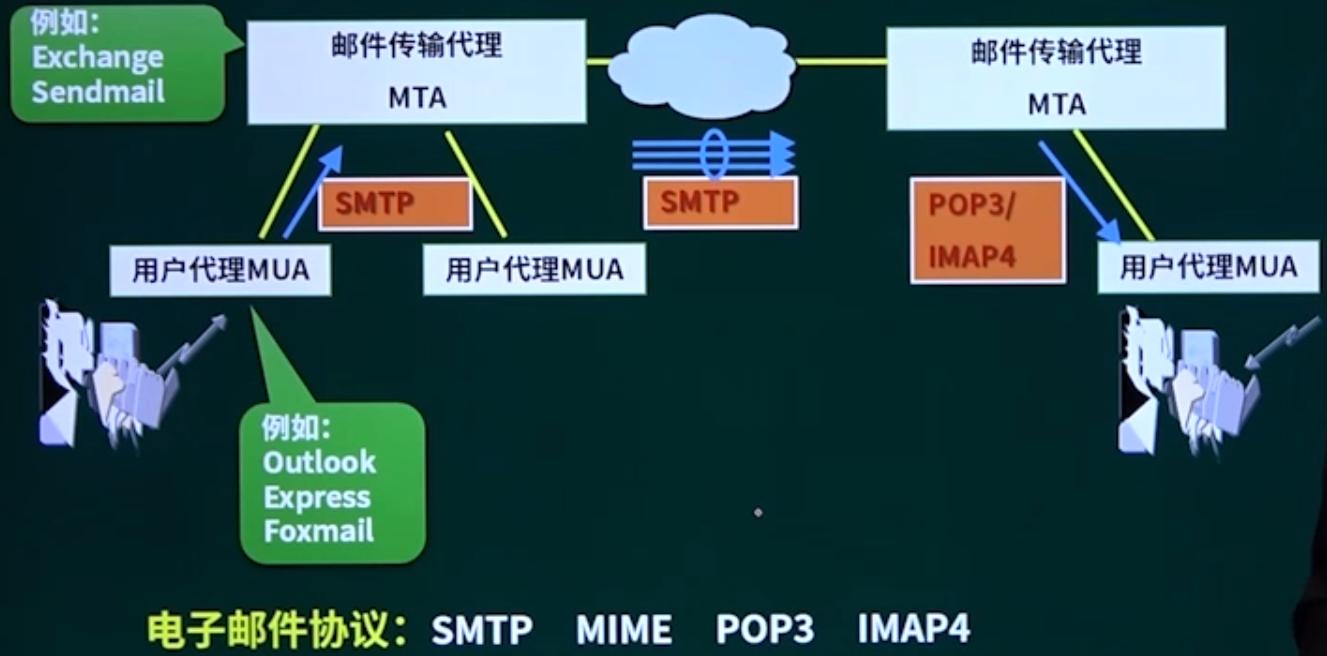 例如：
Exchange
Sendmail
邮件传输代理
MTA
邮件传输代理
MTA
SMTP
SMTP
POP3/
IMAP4
用户代理MUA
用户代理MUA
用户代理MUA
例如：
Outlook
Express
Foxmail
电子邮件协议：SMTP MIME POP3 IMAP4